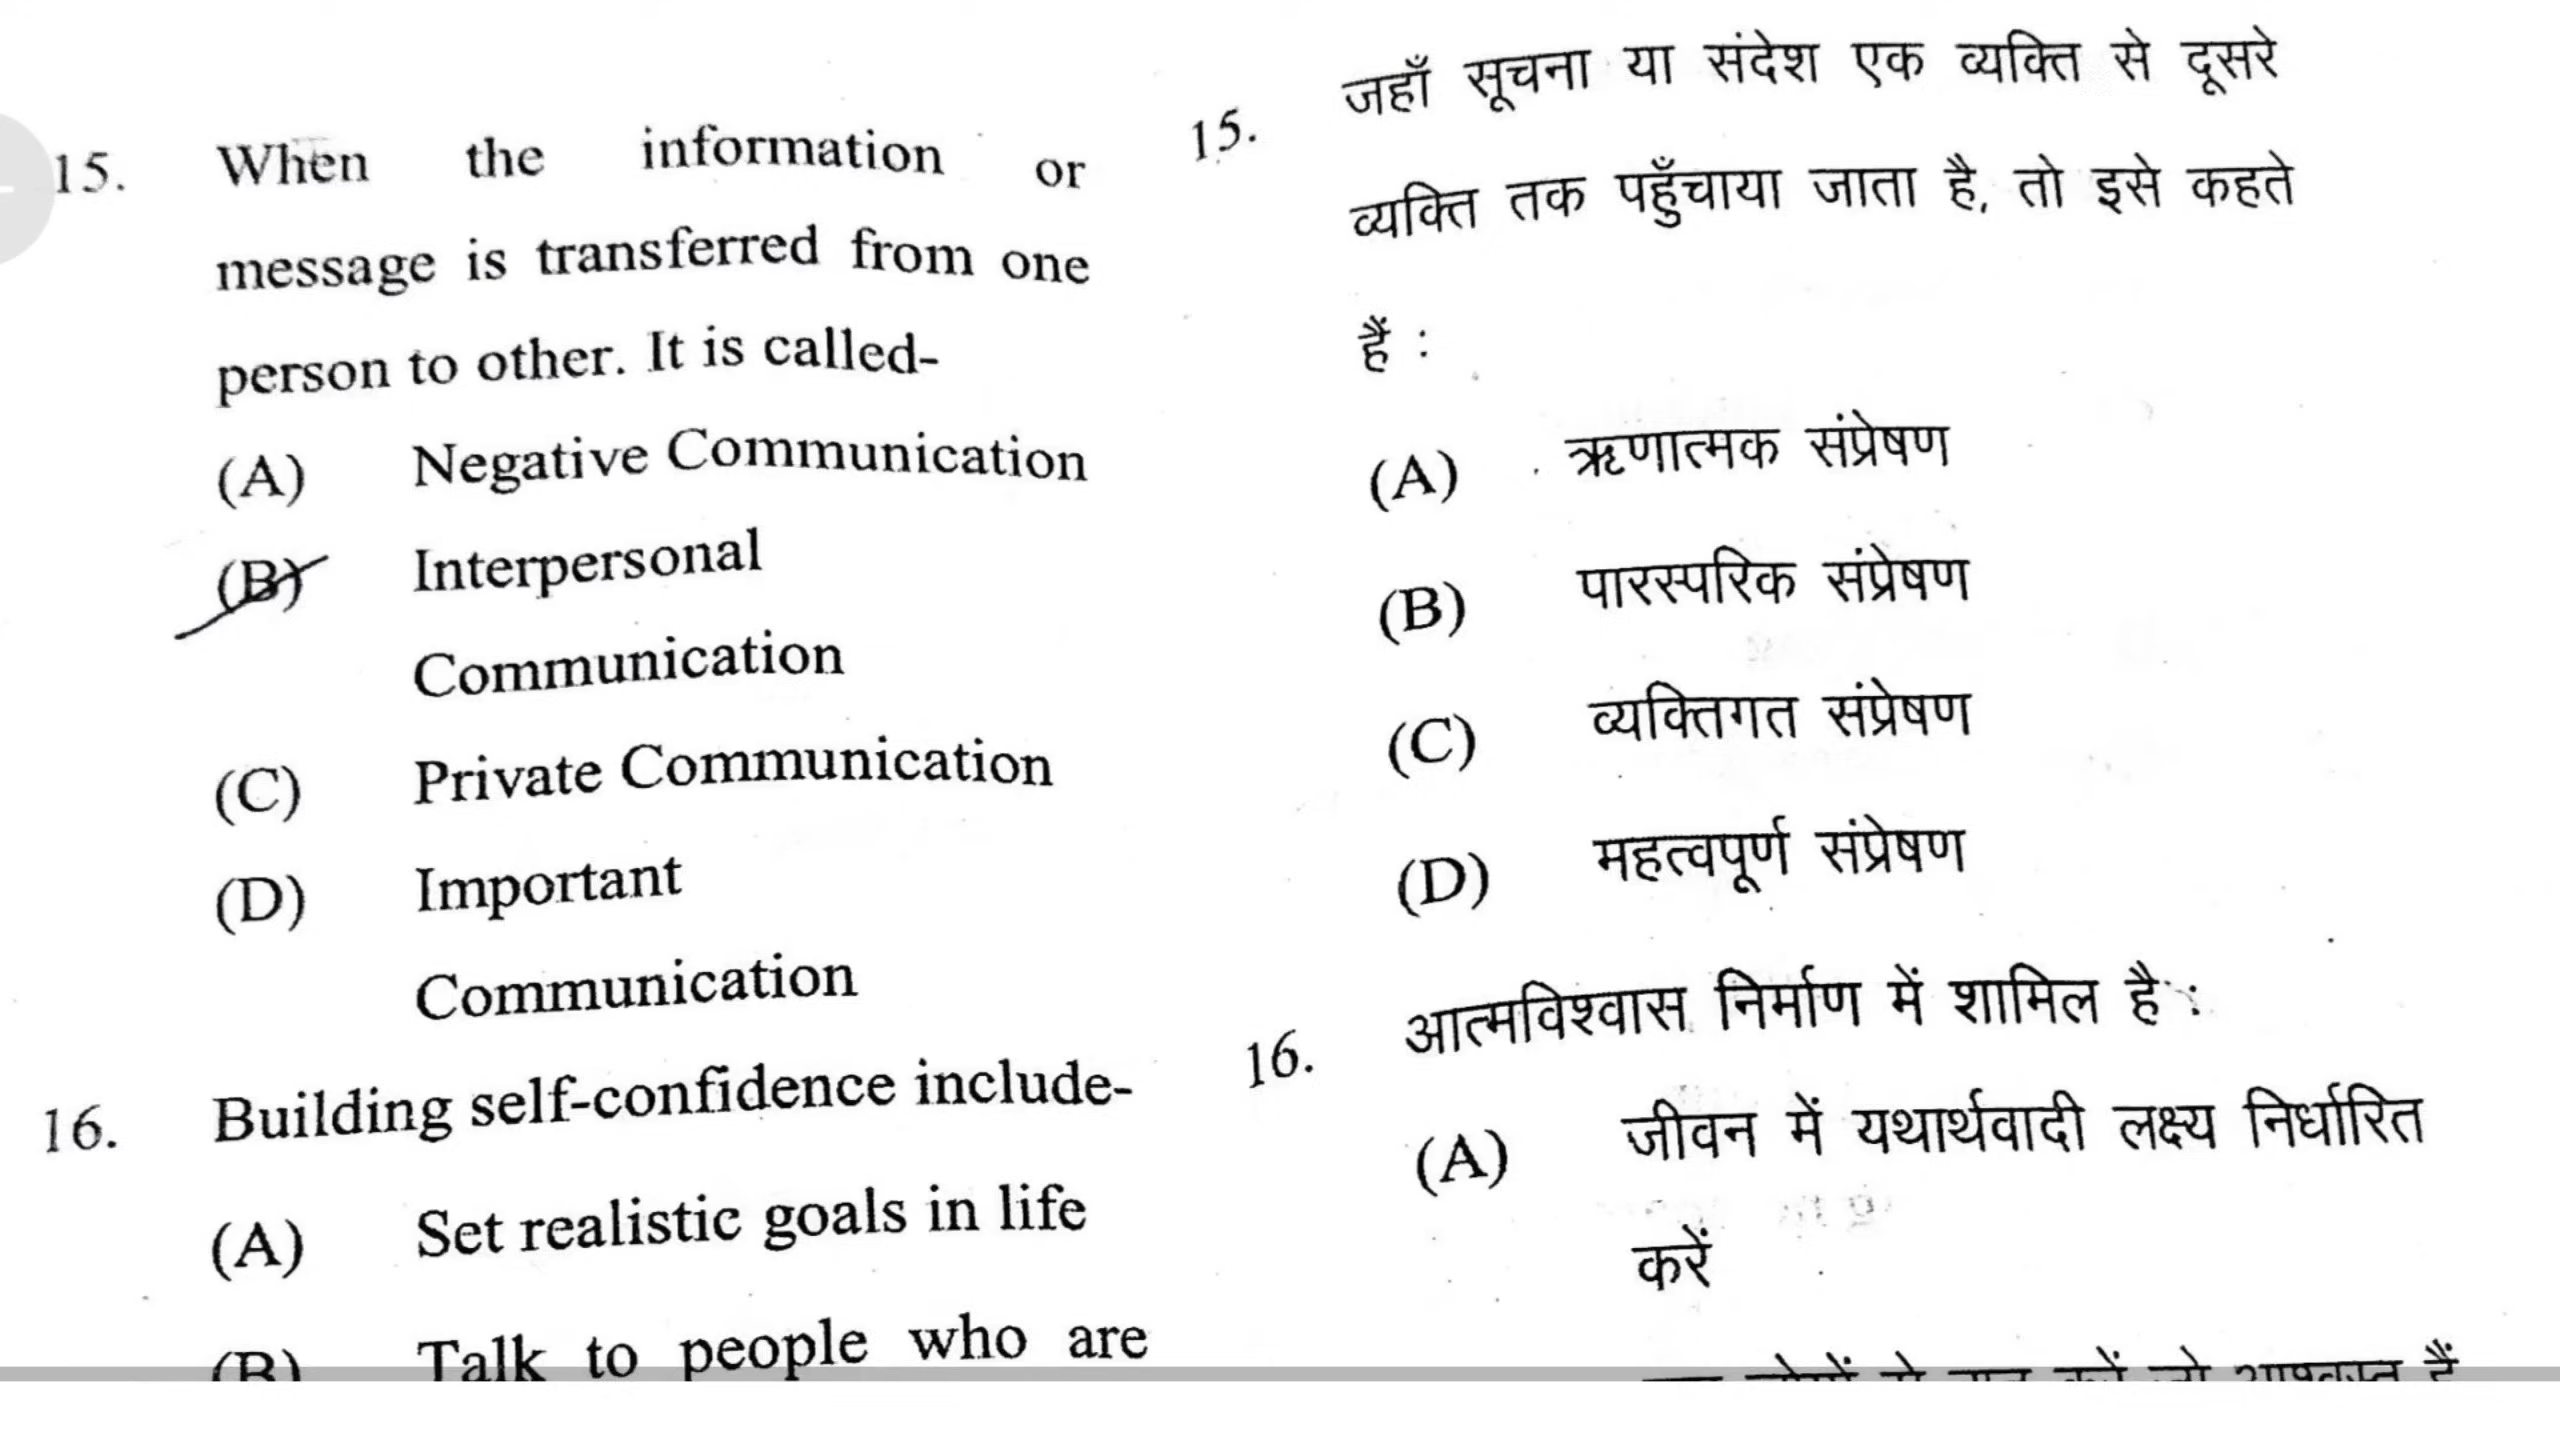 15. When the information or
message is transferred from one
person to other. It is called-
(A) Negative Communication
(B) Interpersonal
Communication
(C) Private Communication
(D) Important
Communication
16. Building self-confidence include-
(A) Set realistic goals in life
(B) Talk to people who are
15. जहाँ सूचना या संदेश एक व्यक्ति से दूसरे
व्यक्ति तक पहुँचाया जाता है, तो इसे कहते
हैं :
(A) ऋणात्मक संप्रेषण
(B) पारस्परिक संप्रेषण
(C) व्यक्तिगत संप्रेषण
(D) महत्वपूर्ण संप्रेषण
16. आत्मविश्वास निर्माण में शामिल है :
(A) जीवन में यथार्थवादी लक्ष्य निर्धारित
करें